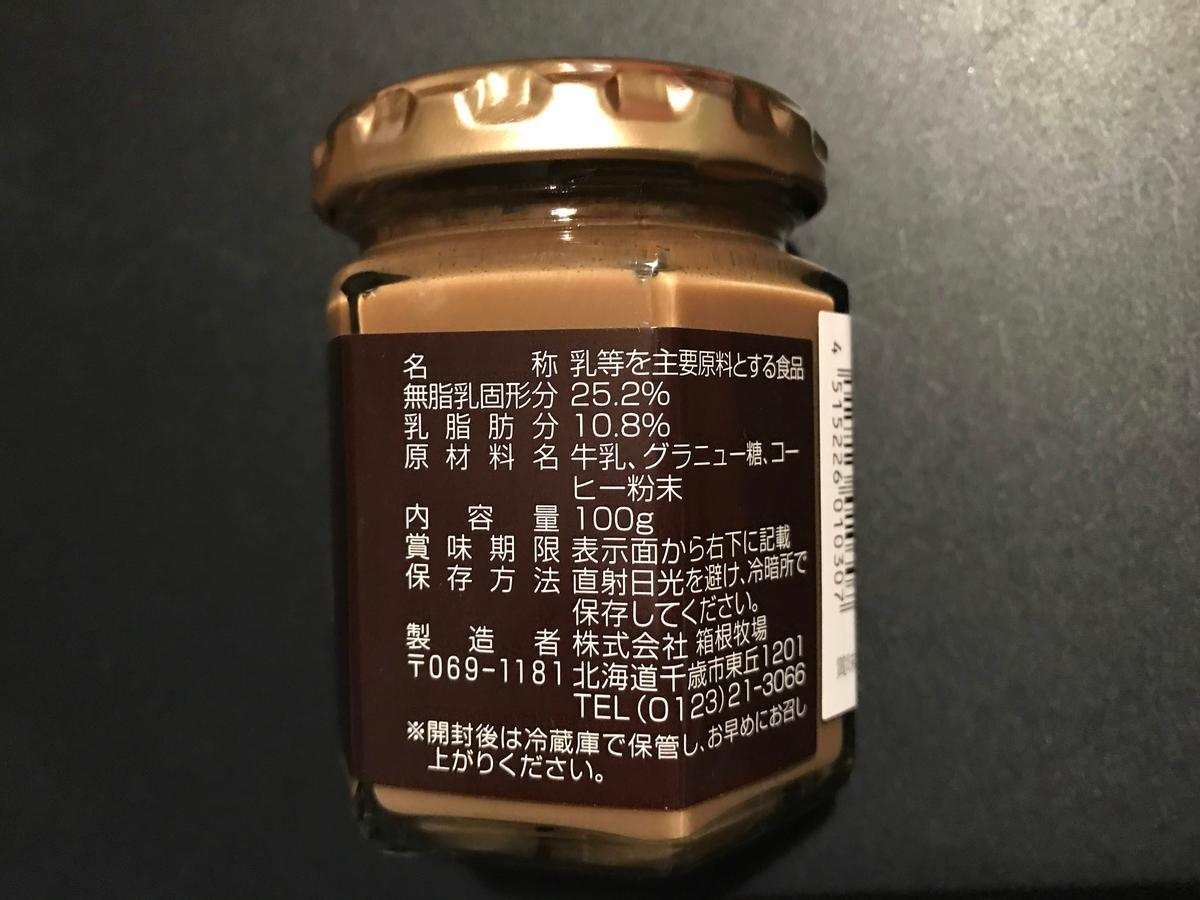 名称 乳等を主要原料とする食品
無脂乳固形分 25.2%
乳脂肪分 10.8%
原材料名 牛乳、グラニュー糖、コー
ヒー粉末
内容量 100g
賞味期限 表示面から右下に記載
保存方法 直射日光を避け、冷暗所で
保存してください。
製造者 株式会社 箱根牧場
〒069-1181 北海道千歳市東丘1201
TEL(0123)21-3066
※開封後は冷蔵庫で保管し、お早めにお召し
上がりください。
4 515226 010307